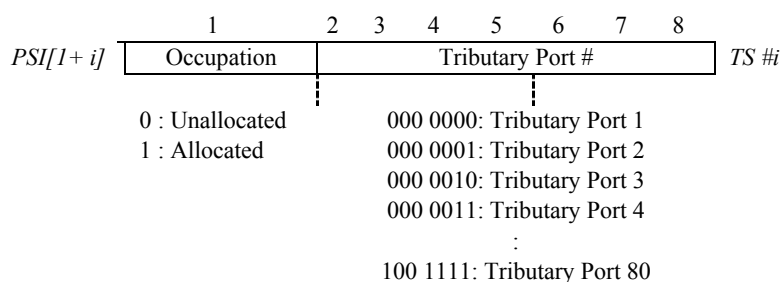 1 2 3 4 5 6 7 8
PSI[1+ i] Occupation Tributary Port # TS #i
0 : Unallocated 000 0000: Tributary Port 1
1 : Allocated 000 0001: Tributary Port 2
000 0010: Tributary Port 3
000 0011: Tributary Port 4
:
100 1111: Tributary Port 80